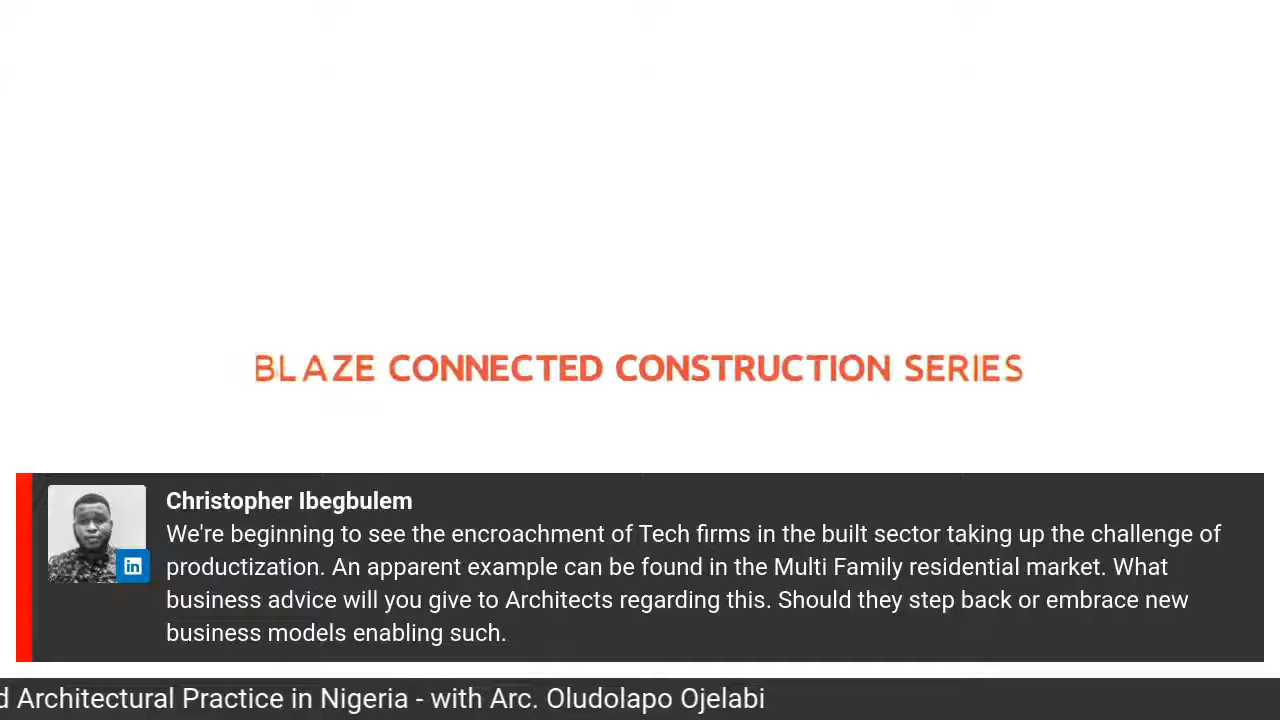 BLAZE CONNECTED CONSTRUCTION SERIES
Christopher Ibegbulem
We're beginning to see the encroachment of Tech firms in the built sector taking up the challenge of
productization. An apparent example can be found in the Multi Family residential market. What
business advice will you give to Architects regarding this. Should they step back or embrace new
business models enabling such.
in
d Architectural Practice in Nigeria - with Arc. Oludolapo Ojelabi